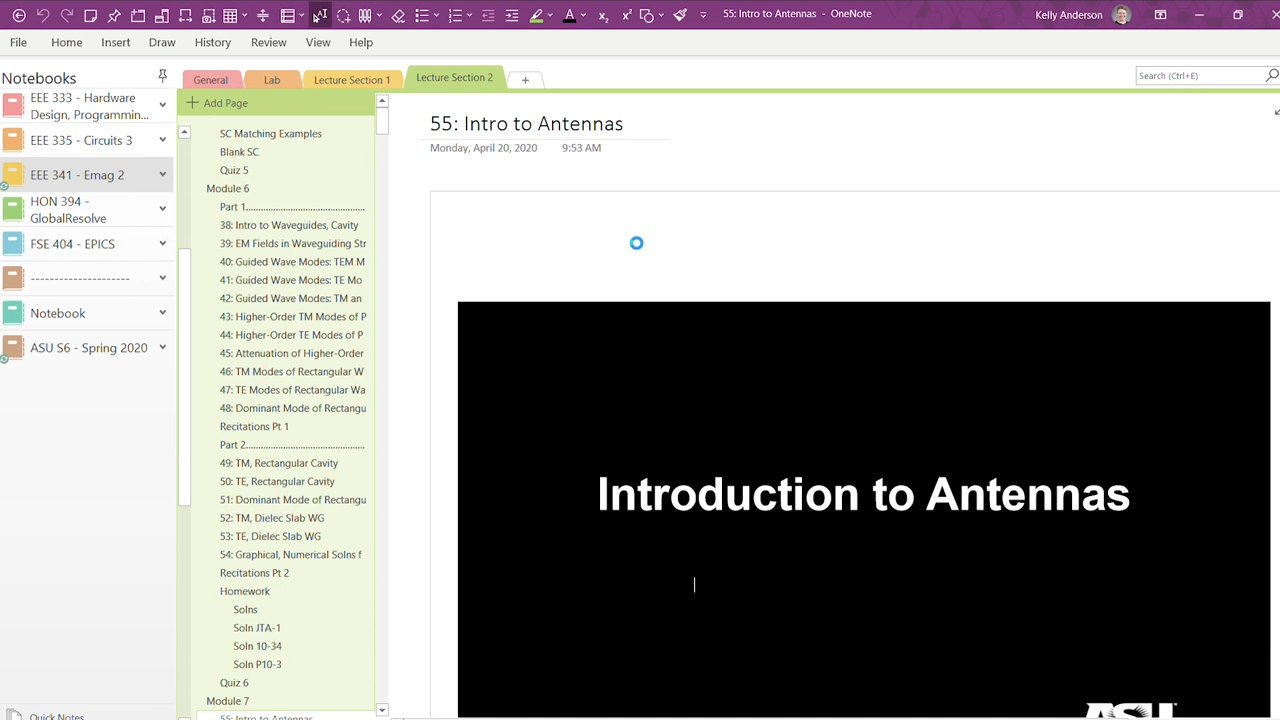 55: Intro to Antennas - OneNote
Kelly Anderson
File Home Insert Draw History Review View Help
Notebooks
EEE 333 - Hardware
Design, Programmin...
EEE 335 - Circuits 3
EEE 341 - Emag 2
HON 394 -
GlobalResolve
FSE 404 - EPICS
---------------------
Notebook
ASU S6 - Spring 2020
Quick Notes
General
Lab
Lecture Section 1
Lecture Section 2
+
Search (Ctrl+E)
Add Page
SC Matching Examples
Blank SC
Quiz 5
Module 6
Part 1..............................................
38: Intro to Waveguides, Cavity
39: EM Fields in Waveguiding Str
40: Guided Wave Modes: TEM M
41: Guided Wave Modes: TE Mo
42: Guided Wave Modes: TM an
43: Higher-Order TM Modes of P
44: Higher-Order TE Modes of P
45: Attenuation of Higher-Order
46: TM Modes of Rectangular W
47: TE Modes of Rectangular Wa
48: Dominant Mode of Rectangu
Recitations Pt 1
Part 2..............................................
49: TM, Rectangular Cavity
50: TE, Rectangular Cavity
51: Dominant Mode of Rectangu
52: TM, Dielec Slab WG
53: TE, Dielec Slab WG
54: Graphical, Numerical Solns f
Recitations Pt 2
Homework
Solns
Soln JTA-1
Soln 10-34
Soln P10-3
Quiz 6
Module 7
55: Intro to Antennas
55: Intro to Antennas
Monday, April 20, 2020 9:53 AM
Introduction to Antennas
ASU